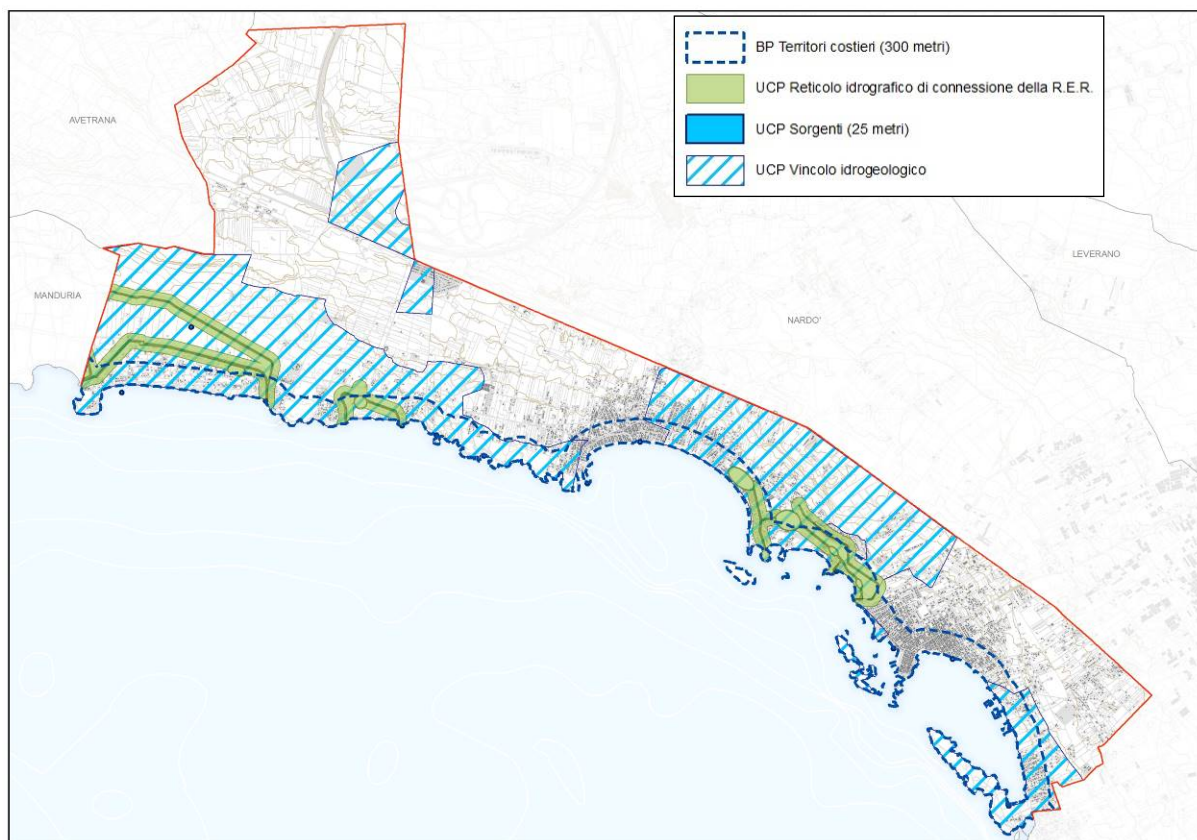 BP Territori costieri (300 metri)
UCP Reticolo idrografico di connessione della R.E.R.
UCP Sorgenti (25 metri)
UCP Vincolo idrogeologico
AVETRANA
LEVERANO
MANDURIA
NARDO'